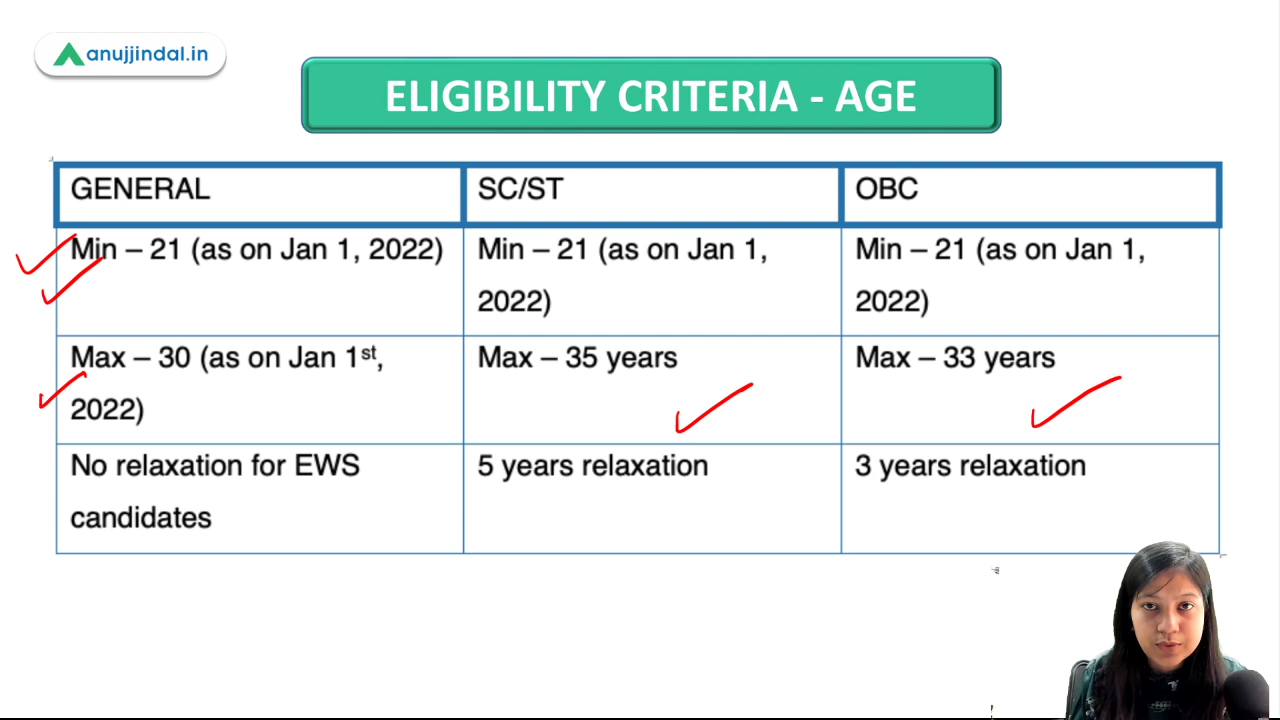 anujjindal.in
ELIGIBILITY CRITERIA - AGE
GENERAL
SC/ST
OBC
Min – 21 (as on Jan 1, 2022)
Min – 21 (as on Jan 1,
2022)
Min – 21 (as on Jan 1,
2022)
Max – 30 (as on Jan 1st,
2022)
Max – 35 years
Max – 33 years
No relaxation for EWS
candidates
5 years relaxation
3 years relaxation